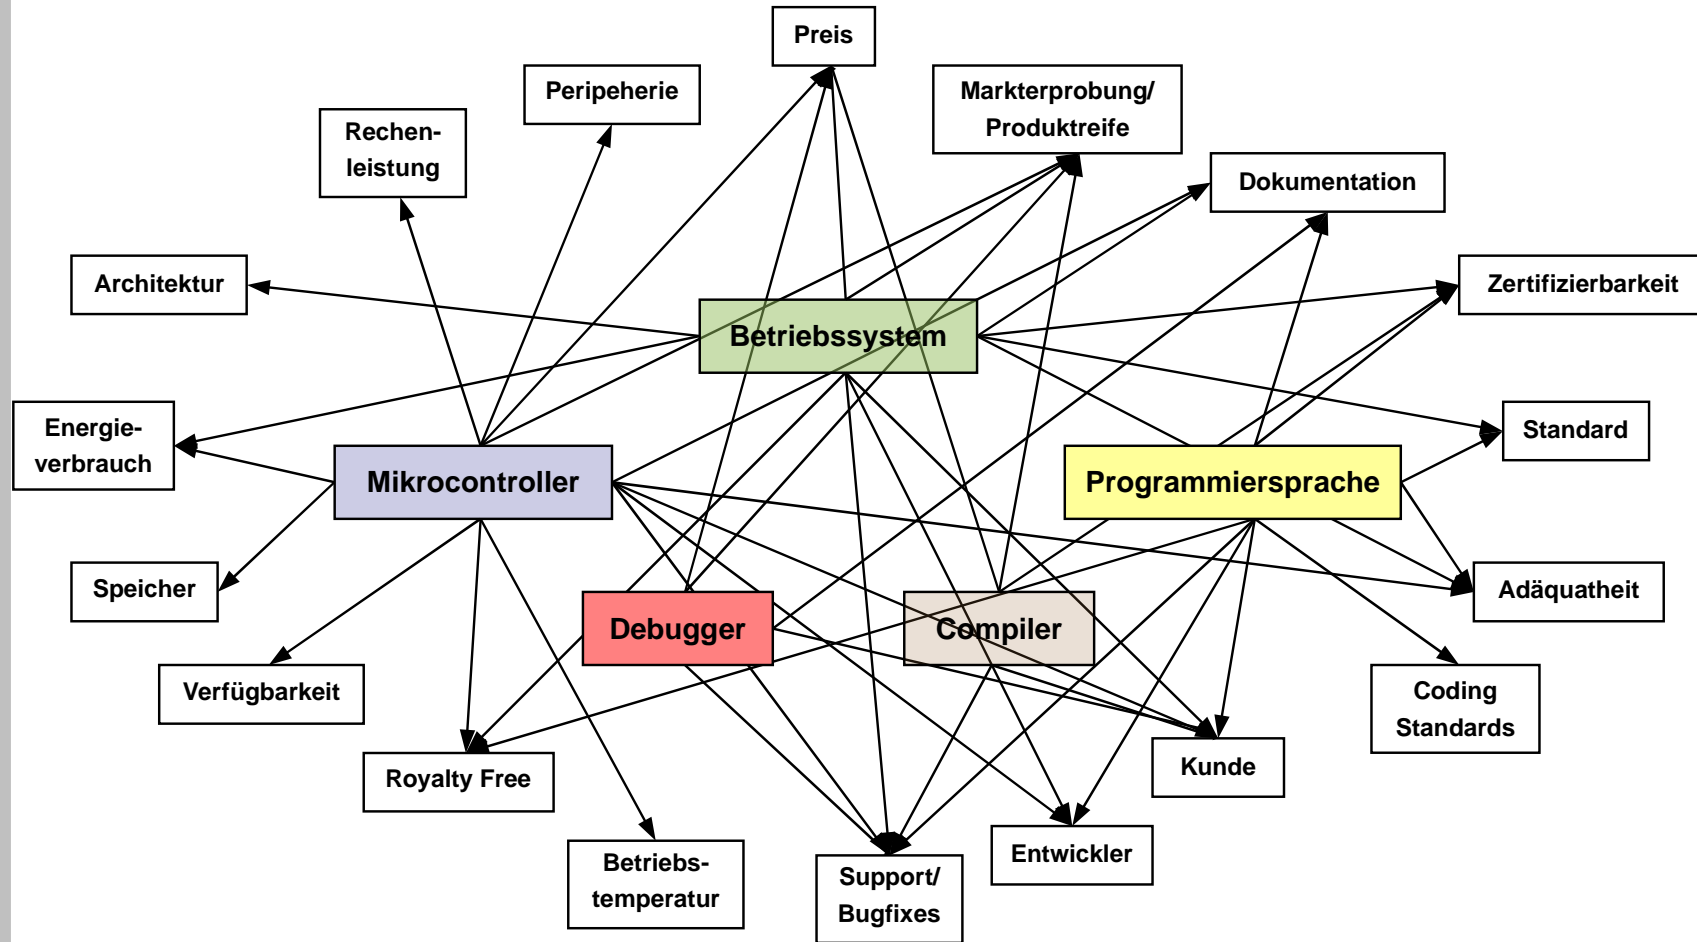 Preis
Peripeherie
Markterprobung/
Produktreife
Rechen-
leistung
Dokumentation
Architektur
Zertifizierbarkeit
Betriebssystem
Energie-
verbrauch
Standard
Mikrocontroller
Programmiersprache
Speicher
Adäquatheit
Debugger
Compiler
Verfügbarkeit
Coding
Standards
Royalty Free
Kunde
Betriebs-
temperatur
Support/
Bugfixes
Entwickler